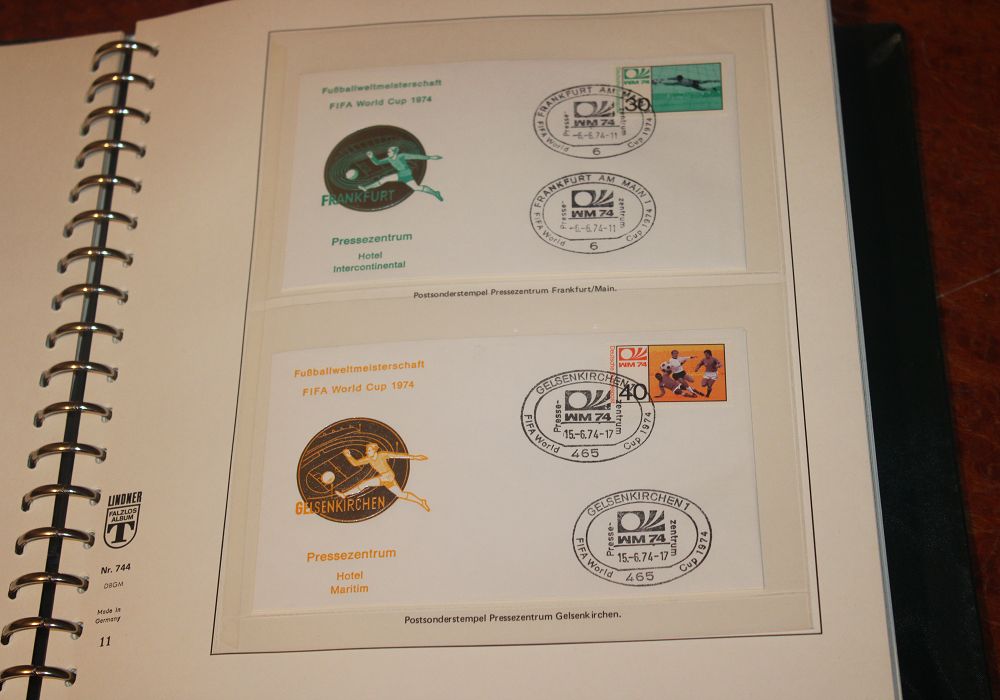 Fußballweltmeisterschaft
FIFA World Cup 1974
FRANKFURT
Pressezentrum
Hotel
Intercontinental
WM 74
30
FRANKFURT AM MAIN 1
Presse-
zentrum
WM 74
-6.-6.74-11
FIFA World Cup 1974
6
FRANKFURT AM MAIN 1
Presse-
zentrum
WM 74
-6.-6.74-11
FIFA World Cup 1974
6
Postsonderstempel Pressezentrum Frankfurt/Main.
Fußballweltmeisterschaft
FIFA World Cup 1974
GELSENKIRCHEN
Pressezentrum
Hotel
Maritim
Deutsche
WM 74
40
GELSENKIRCHEN 1
Presse-
zentrum
WM 74
15.-6.74-17
FIFA World Cup 1974
465
GELSENKIRCHEN 1
Presse-
zentrum
WM 74
15.-6.74-17
FIFA World Cup 1974
465
Postsonderstempel Pressezentrum Gelsenkirchen.
LINDNER
FALZLOS
ALBUM
T
Nr. 744
DBGM
Made in
Germany
11